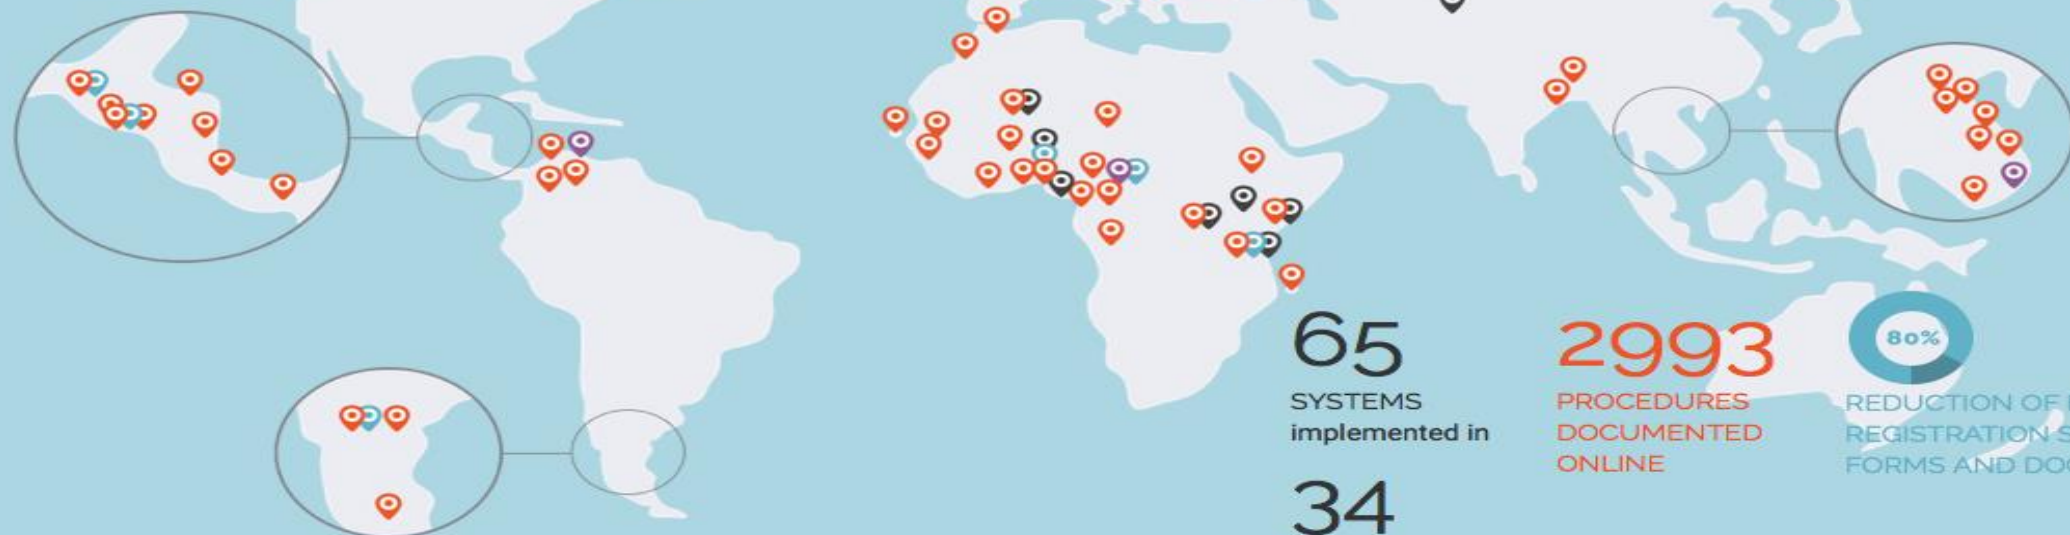 65
SYSTEMS
implemented in
34
2993
PROCEDURES
DOCUMENTED
ONLINE
80%
REDUCTION OF
REGISTRATION
FORMS AND